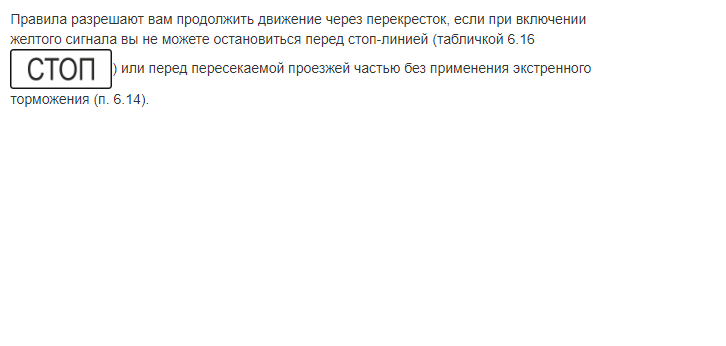 Правила разрешают вам продолжить движение через перекресток, если при включении
желтого сигнала вы не можете остановиться перед стоп-линией (табличкой 6.16
СТОП ) или перед пересекаемой проезжей частью без применения экстренного
торможения (п. 6.14).